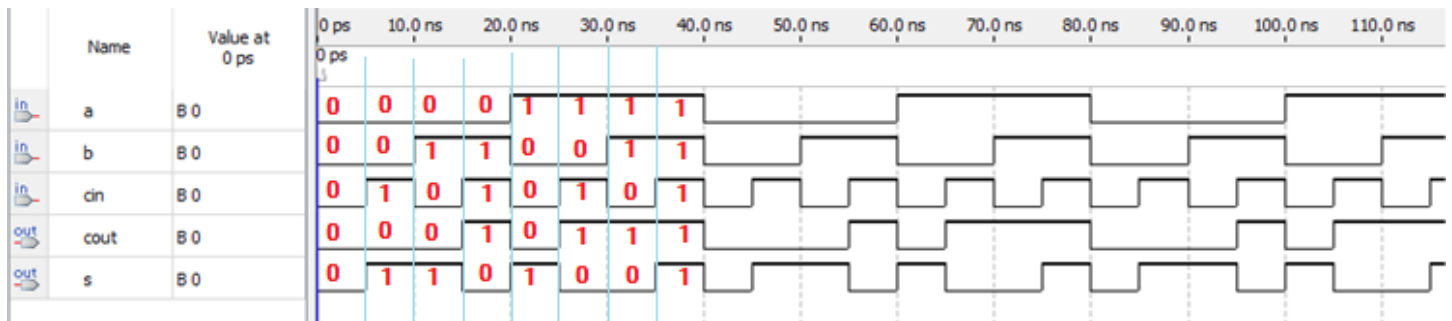 Name Value at 0 ps 0 ps 10.0 ns 20.0 ns 30.0 ns 40.0 ns 50.0 ns 60.0 ns 70.0 ns 80.0 ns 90.0 ns 100.0 ns 110.0 ns
0 ps
in a B 0 0 0 0 0 1 1 1 1
in b B 0 0 0 1 1 0 0 1 1
in cin B 0 0 1 0 1 0 1 0 1
out cout B 0 0 0 0 1 0 1 1 1
out s B 0 0 1 1 0 1 0 0 1